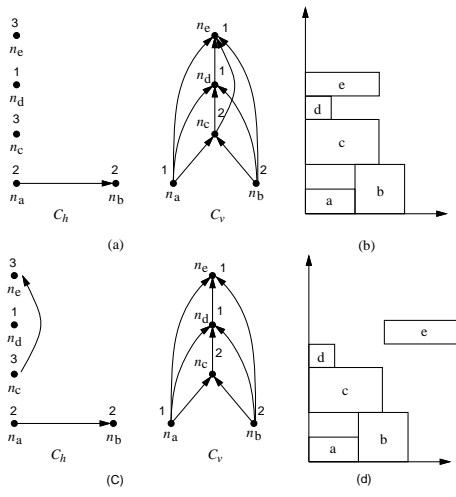 3
n_e
1
n_d
3
n_c
2
n_a
2
n_b
C_h
n_e 1
n_d 1
n_c 2
1
n_a
2
n_b
C_v
(a)
e
d
c
a
b
(b)
3
n_e
1
n_d
3
n_c
2
n_a
2
n_b
C_h
n_e 1
n_d 1
n_c 2
1
n_a
2
n_b
C_v
(C)
e
d
c
a
b
(d)